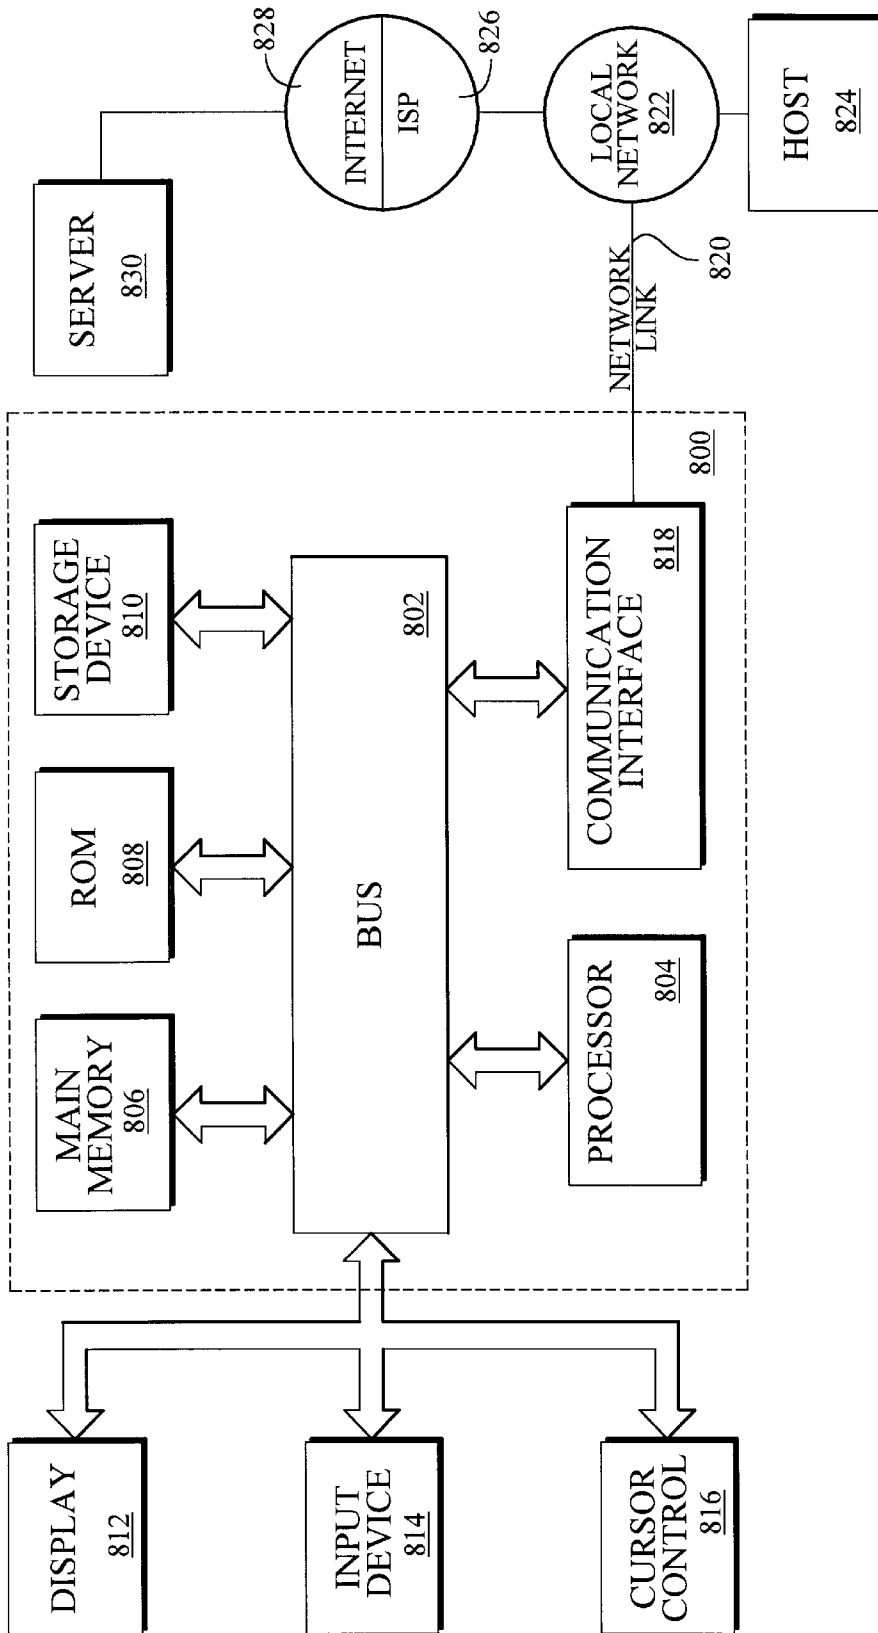 DISPLAY
812
INPUT
DEVICE
814
CURSOR
CONTROL
816
MAIN
MEMORY
806
ROM
808
STORAGE
DEVICE
810
BUS
802
PROCESSOR
804
COMMUNICATION
INTERFACE
818
800
SERVER
830
INTERNET
828
ISP
826
NETWORK
LINK
820
LOCAL
NETWORK
822
HOST
824